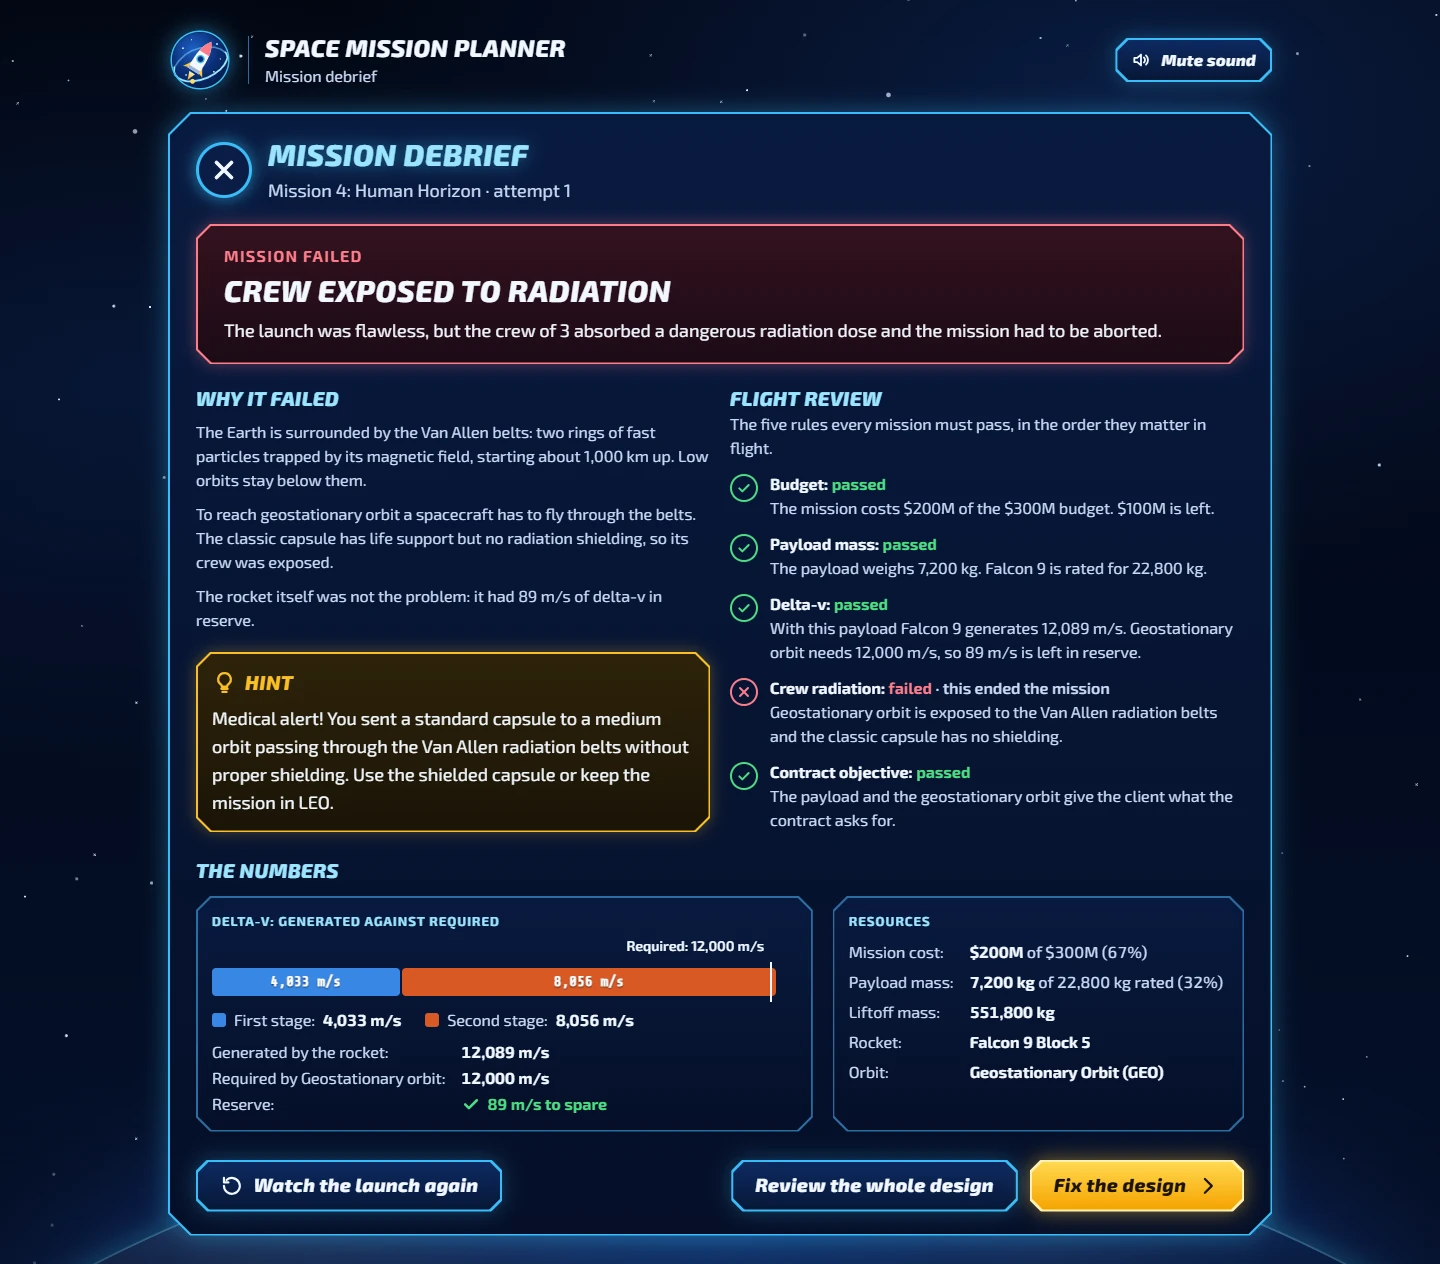 SPACE MISSION PLANNER
Mission debrief
Mute sound
MISSION DEBRIEF
Mission 4: Human Horizon · attempt 1
MISSION FAILED
CREW EXPOSED TO RADIATION
The launch was flawless, but the crew of 3 absorbed a dangerous radiation dose and the mission had to be aborted.
WHY IT FAILED
The Earth is surrounded by the Van Allen belts: two rings of fast
particles trapped by its magnetic field, starting about 1,000 km up. Low
orbits stay below them.
To reach geostationary orbit a spacecraft has to fly through the belts.
The classic capsule has life support but no radiation shielding, so its
crew was exposed.
The rocket itself was not the problem: it had 89 m/s of delta-v in
reserve.
HINT
Medical alert! You sent a standard capsule to a medium
orbit passing through the Van Allen radiation belts without
proper shielding. Use the shielded capsule or keep the
mission in LEO.
FLIGHT REVIEW
The five rules every mission must pass, in the order they matter in
flight.
Budget: passed
The mission costs $200M of the $300M budget. $100M is left.
Payload mass: passed
The payload weighs 7,200 kg. Falcon 9 is rated for 22,800 kg.
Delta-v: passed
With this payload Falcon 9 generates 12,089 m/s. Geostationary
orbit needs 12,000 m/s, so 89 m/s is left in reserve.
Crew radiation: failed · this ended the mission
Geostationary orbit is exposed to the Van Allen radiation belts
and the classic capsule has no shielding.
Contract objective: passed
The payload and the geostationary orbit give the client what the
contract asks for.
THE NUMBERS
DELTA-V: GENERATED AGAINST REQUIRED
Required: 12,000 m/s
4,033 m/s
8,056 m/s
First stage: 4,033 m/s
Second stage: 8,056 m/s
Generated by the rocket: 12,089 m/s
Required by Geostationary orbit: 12,000 m/s
Reserve: 89 m/s to spare
RESOURCES
Mission cost: $200M of $300M (67%)
Payload mass: 7,200 kg of 22,800 kg rated (32%)
Liftoff mass: 551,800 kg
Rocket: Falcon 9 Block 5
Orbit: Geostationary Orbit (GEO)
Watch the launch again
Review the whole design
Fix the design